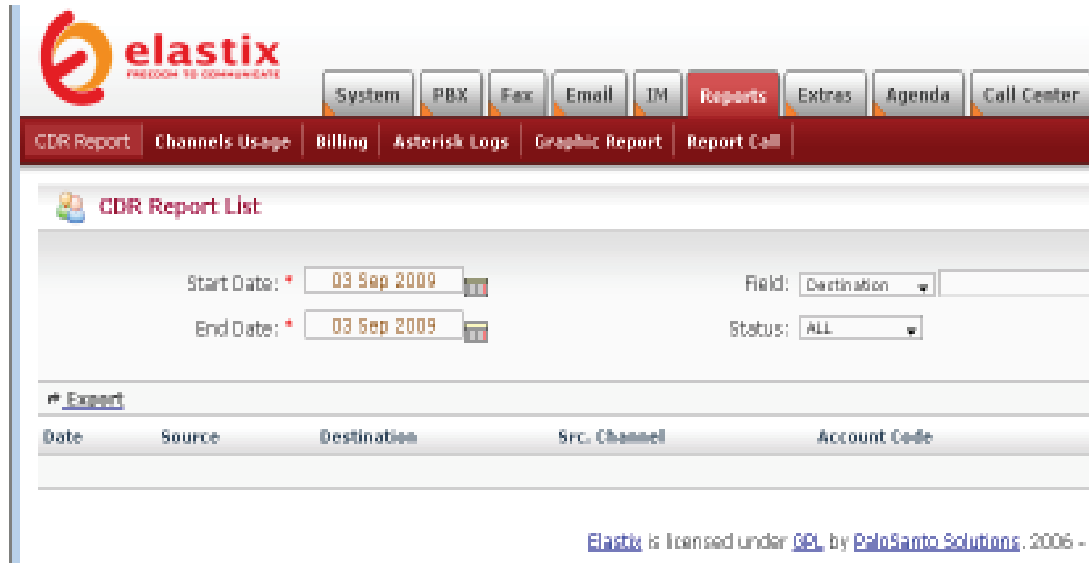 elastix
FREEDOM TO COMMUNICATE
System PBX Fax Email IM Reports Extras Agenda Call Center
CDR Report Channels Usage Billing Asterisk Logs Graphic Report Report Call
CDR Report List
Start Date: * 03 Sep 2009 Field: Destination
End Date: * 03 Sep 2009 Status: ALL
Export
Date Source Destination Src. Channel Account Code
Elastix is licensed under GPL by PaloSanto Solutions. 2006 -